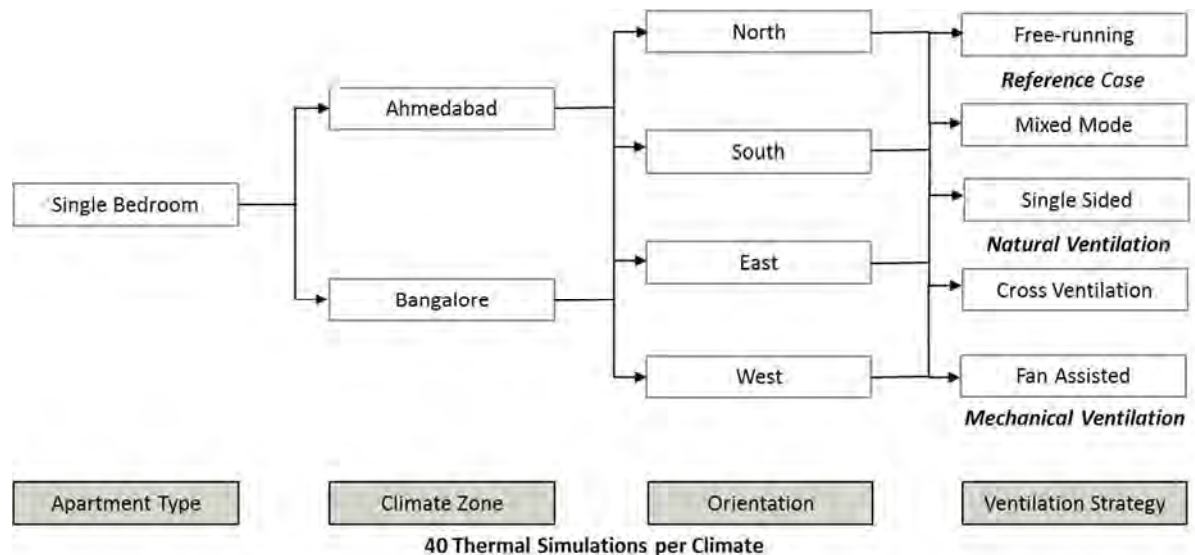 Single Bedroom
Ahmedabad
Bangalore
North
South
East
West
Free-running
Reference Case
Mixed Mode
Single Sided
Natural Ventilation
Cross Ventilation
Fan Assisted
Mechanical Ventilation
Apartment Type
Climate Zone
Orientation
Ventilation Strategy
40 Thermal Simulations per Climate